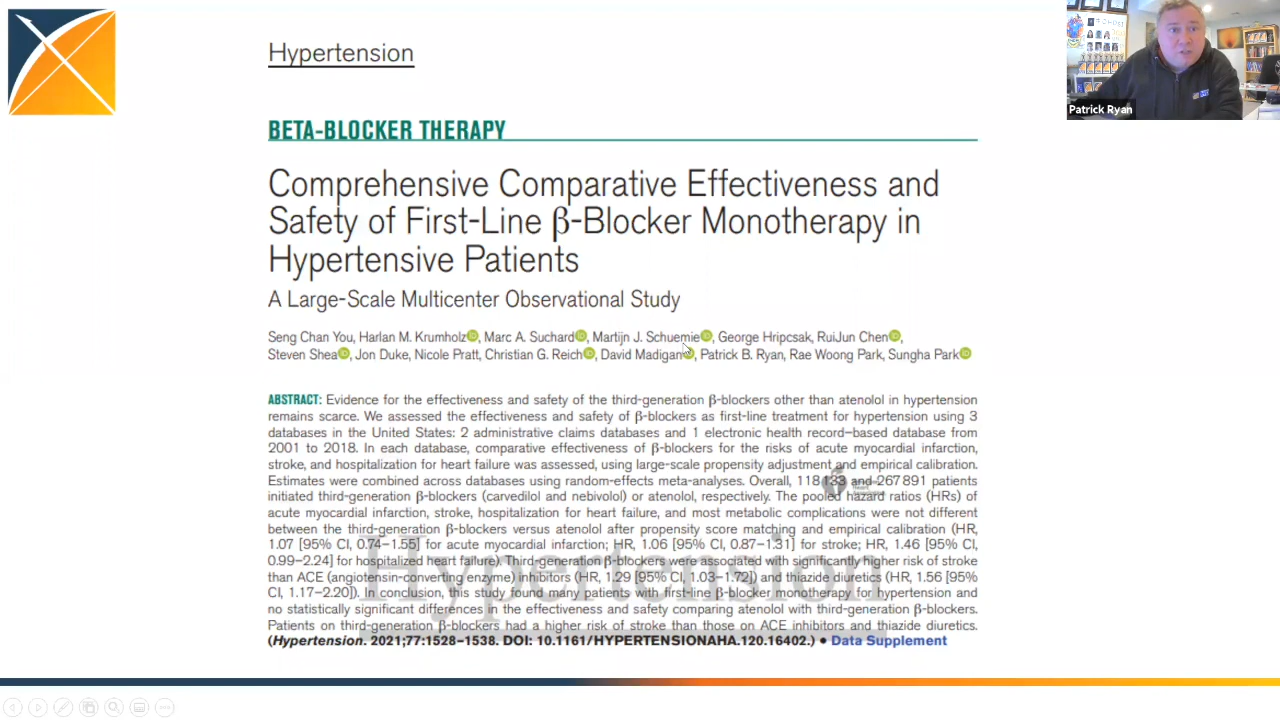 Hypertension
BETA-BLOCKER THERAPY
Comprehensive Comparative Effectiveness and
Safety of First-Line β-Blocker Monotherapy in
Hypertensive Patients
A Large-Scale Multicenter Observational Study
Seng Chan You, Harlan M. Krumholz, Marc A. Suchard, Martijn J. Schuemie, George Hripcsak, RuiJun Chen,
Steven Shea, Jon Duke, Nicole Pratt, Christian G. Reich, David Madigan, Patrick B. Ryan, Rae Woong Park, Sungha Park
ABSTRACT: Evidence for the effectiveness and safety of the third-generation β-blockers other than atenolol in hypertension
remains scarce. We assessed the effectiveness and safety of β-blockers as first-line treatment for hypertension using 3
databases in the United States: 2 administrative claims databases and 1 electronic health record–based database from
2001 to 2018. In each database, comparative effectiveness of β-blockers for the risks of acute myocardial infarction,
stroke, and hospitalization for heart failure was assessed, using large-scale propensity adjustment and empirical calibration.
Estimates were combined across databases using random-effects meta-analyses. Overall, 118 133 and 267 891 patients
initiated third-generation β-blockers (carvedilol and nebivolol) or atenolol, respectively. The pooled hazard ratios (HRs) of
acute myocardial infarction, stroke, hospitalization for heart failure, and most metabolic complications were not different
between the third-generation β-blockers versus atenolol after propensity score matching and empirical calibration (HR,
1.07 [95% CI, 0.74–1.55] for acute myocardial infarction; HR, 1.06 [95% CI, 0.87–1.31] for stroke; HR, 1.46 [95% CI,
0.99–2.24] for hospitalized heart failure). Third-generation β-blockers were associated with significantly higher risk of stroke
than ACE (angiotensin-converting enzyme) inhibitors (HR, 1.29 [95% CI, 1.03–1.72]) and thiazide diuretics (HR, 1.56 [95%
CI, 1.17–2.20]). In conclusion, this study found many patients with first-line β-blocker monotherapy for hypertension and
no statistically significant differences in the effectiveness and safety comparing atenolol with third-generation β-blockers.
Patients on third-generation β-blockers had a higher risk of stroke than those on ACE inhibitors and thiazide diuretics.
(Hypertension. 2021;77:1528–1538. DOI: 10.1161/HYPERTENSIONAHA.120.16402.) • Data Supplement
Hypertension
Patrick Ryan